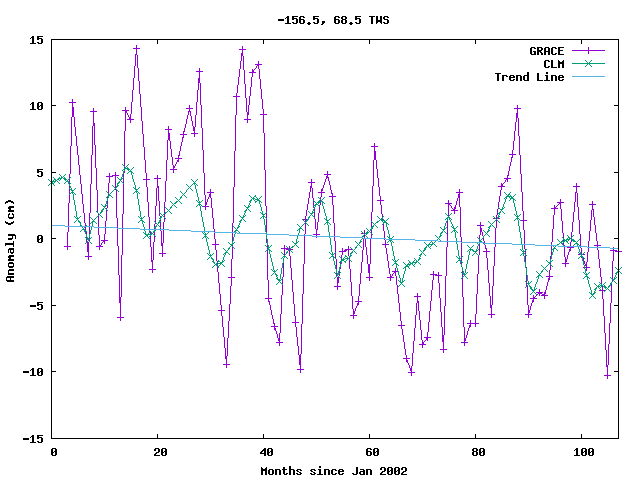 -156.5, 68.5 TWS
GRACE
CLM
Trend Line
15
10
5
0
-5
-10
-15
Anomaly (cm)
0 20 40 60 80 100
Months since Jan 2002